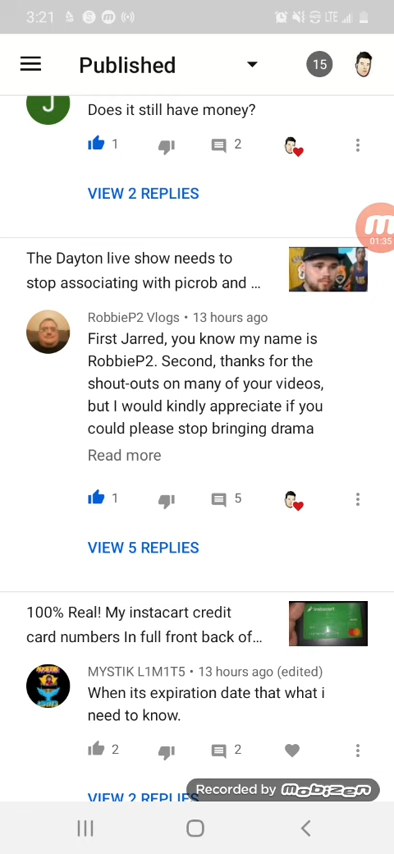 3:21
LTE
Published
15
J
Does it still have money?
1
2
VIEW 2 REPLIES
m
01:35
The Dayton live show needs to
stop associating with picrob and ...
RobbieP2 Vlogs • 13 hours ago
First Jarred, you know my name is
RobbieP2. Second, thanks for the
shout-outs on many of your videos,
but I would kindly appreciate if you
could please stop bringing drama
Read more
1
5
VIEW 5 REPLIES
100% Real! My instacart credit
card numbers In full front back of...
instacart
MYSTIK L1M1T5 • 13 hours ago (edited)
When its expiration date that what i
need to know.
2
2
VIEW 2 REPLIES
Recorded by mobizen